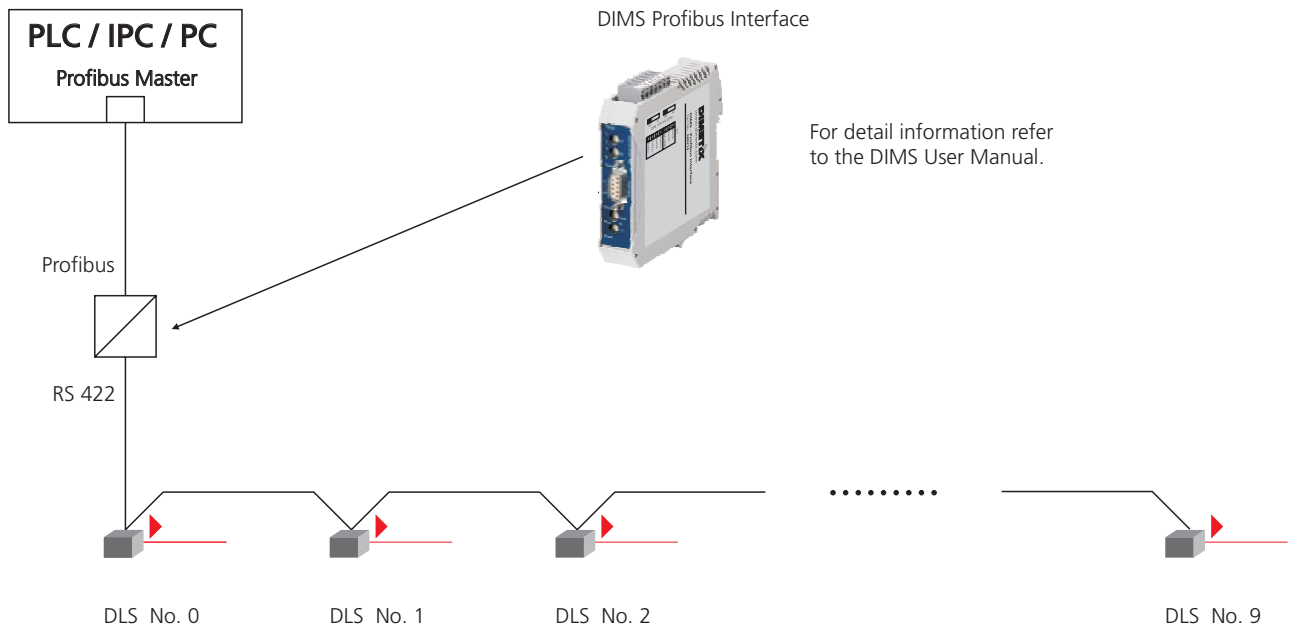 PLC / IPC / PC
Profibus Master
DIMS Profibus Interface
DIMETIX
For detail information refer
to the DIMS User Manual.
Profibus
RS 422
DLS No. 0
DLS No. 1
DLS No. 2
DLS No. 9